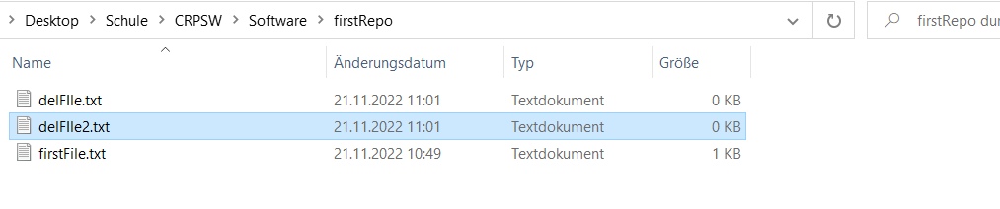 Desktop > Schule > CRPSW > Software > firstRepo firstRepo dur
Name Änderungsdatum Typ Größe
delFIle.txt 21.11.2022 11:01 Textdokument 0 KB
delFIle2.txt 21.11.2022 11:01 Textdokument 0 KB
firstFile.txt 21.11.2022 10:49 Textdokument 1 KB